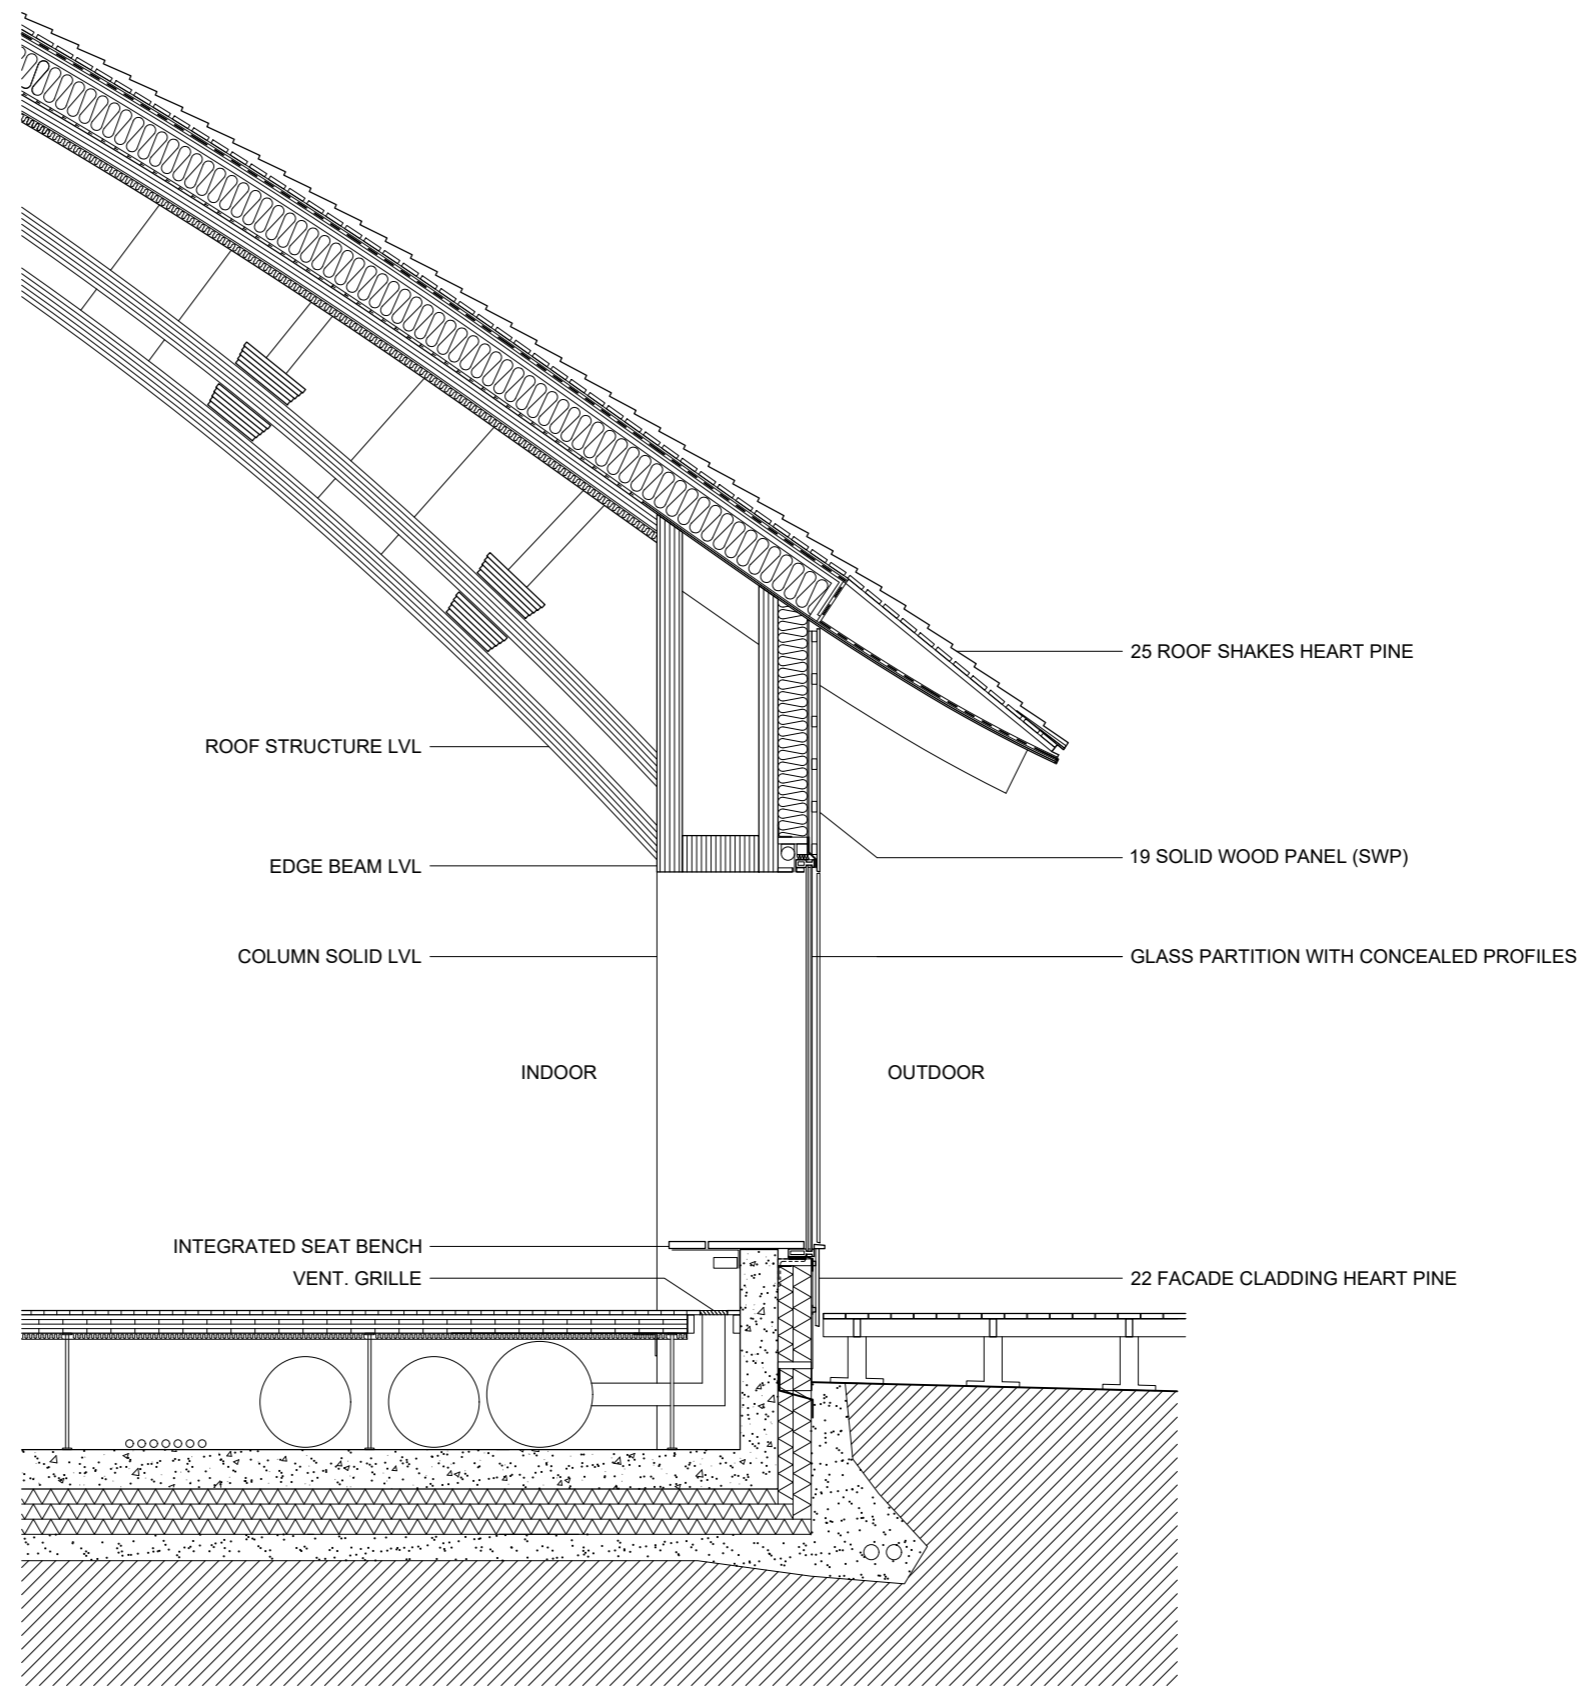 25 ROOF SHAKES HEART PINE
ROOF STRUCTURE LVL
19 SOLID WOOD PANEL (SWP)
EDGE BEAM LVL
COLUMN SOLID LVL
GLASS PARTITION WITH CONCEALED PROFILES
INDOOR
OUTDOOR
INTEGRATED SEAT BENCH
VENT. GRILLE
22 FACADE CLADDING HEART PINE